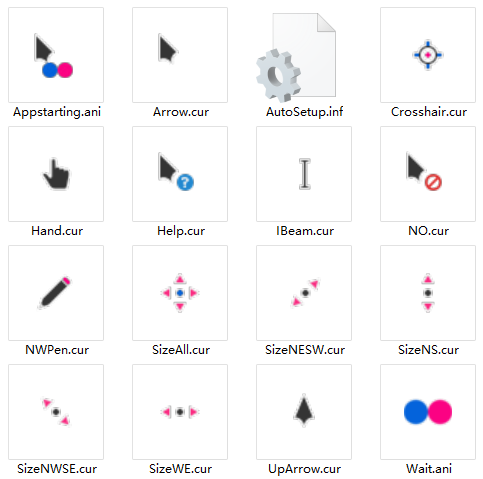 Appstarting.ani
Arrow.cur
AutoSetup.inf
Crosshair.cur
Hand.cur
Help.cur
IBeam.cur
NO.cur
NWPen.cur
SizeAll.cur
SizeNESW.cur
SizeNS.cur
SizeNWSE.cur
SizeWE.cur
UpArrow.cur
Wait.ani